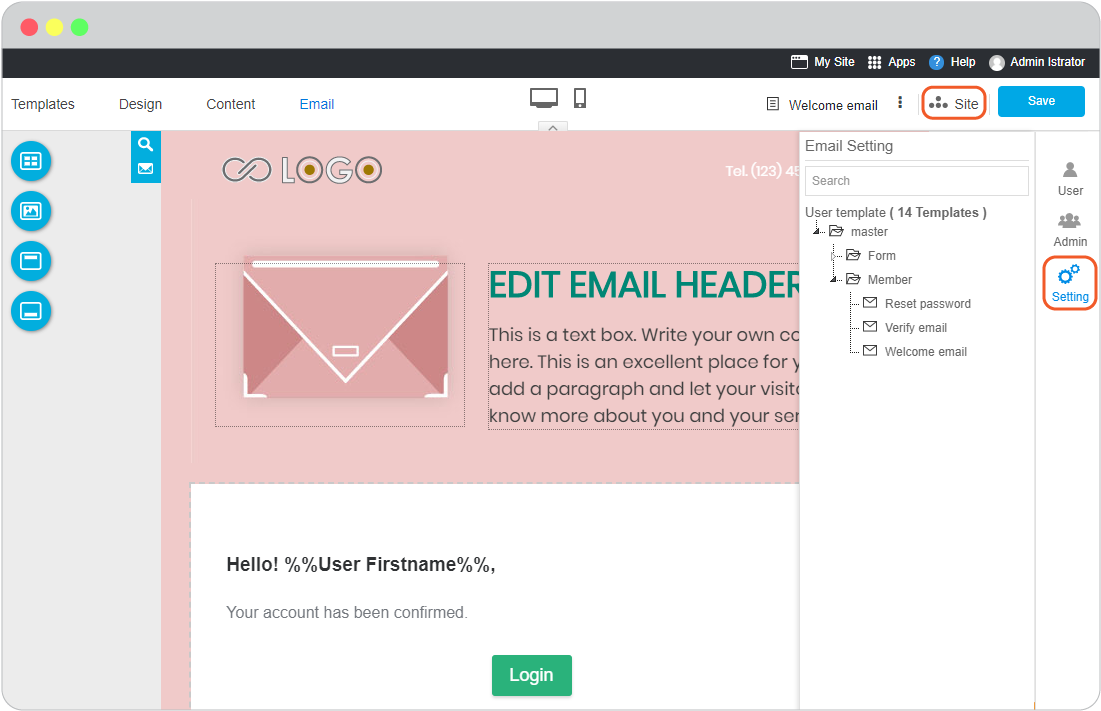 My Site
Apps
? Help
Admin Istrator
Templates
Design
Content
Email
Welcome email
Site
Save
LOGO
Tel. (123) 45
EDIT EMAIL HEADER
This is a text box. Write your own co
here. This is an excellent place for y
add a paragraph and let your visito
know more about you and your ser
Hello! %%User Firstname%%,
Your account has been confirmed.
Login
Email Setting
Search
User template ( 14 Templates )
master
Form
Member
Reset password
Verify email
Welcome email
User
Admin
Setting